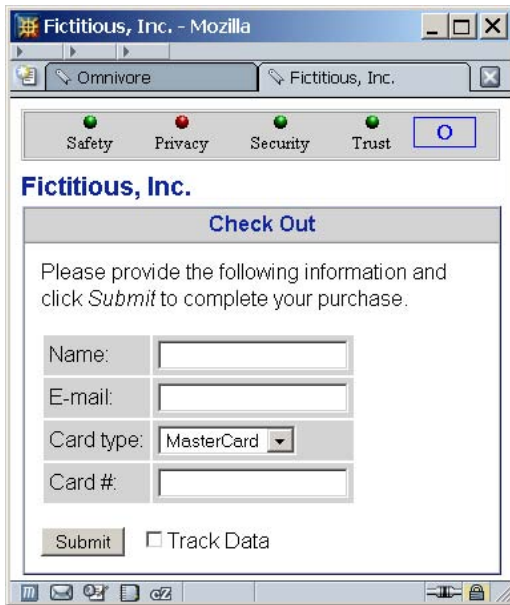 Fictitious, Inc. - Mozilla
Omnivore
Fictitious, Inc.
Safety Privacy Security Trust O
Fictitious, Inc.
Check Out
Please provide the following information and
click Submit to complete your purchase.
Name:
E-mail:
Card type: MasterCard
Card #:
Submit Track Data